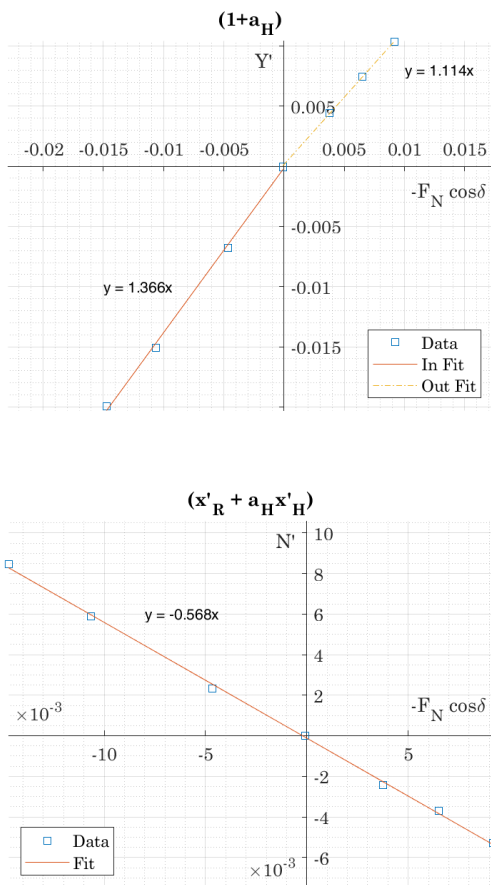 (1+a_H)
Y'
y = 1.114x
0.005
-0.02 -0.015 -0.01 -0.005 0.005 0.01 0.015
-F_N cosδ
-0.005
y = 1.366x
-0.01
-0.015
Data
In Fit
Out Fit
(x'_R + a_H x'_H)
N'
10
8
y = -0.568x
6
4
2
×10^-3
-F_N cosδ
-10 -5 5
-2
-4
-6
Data
Fit
×10^-3